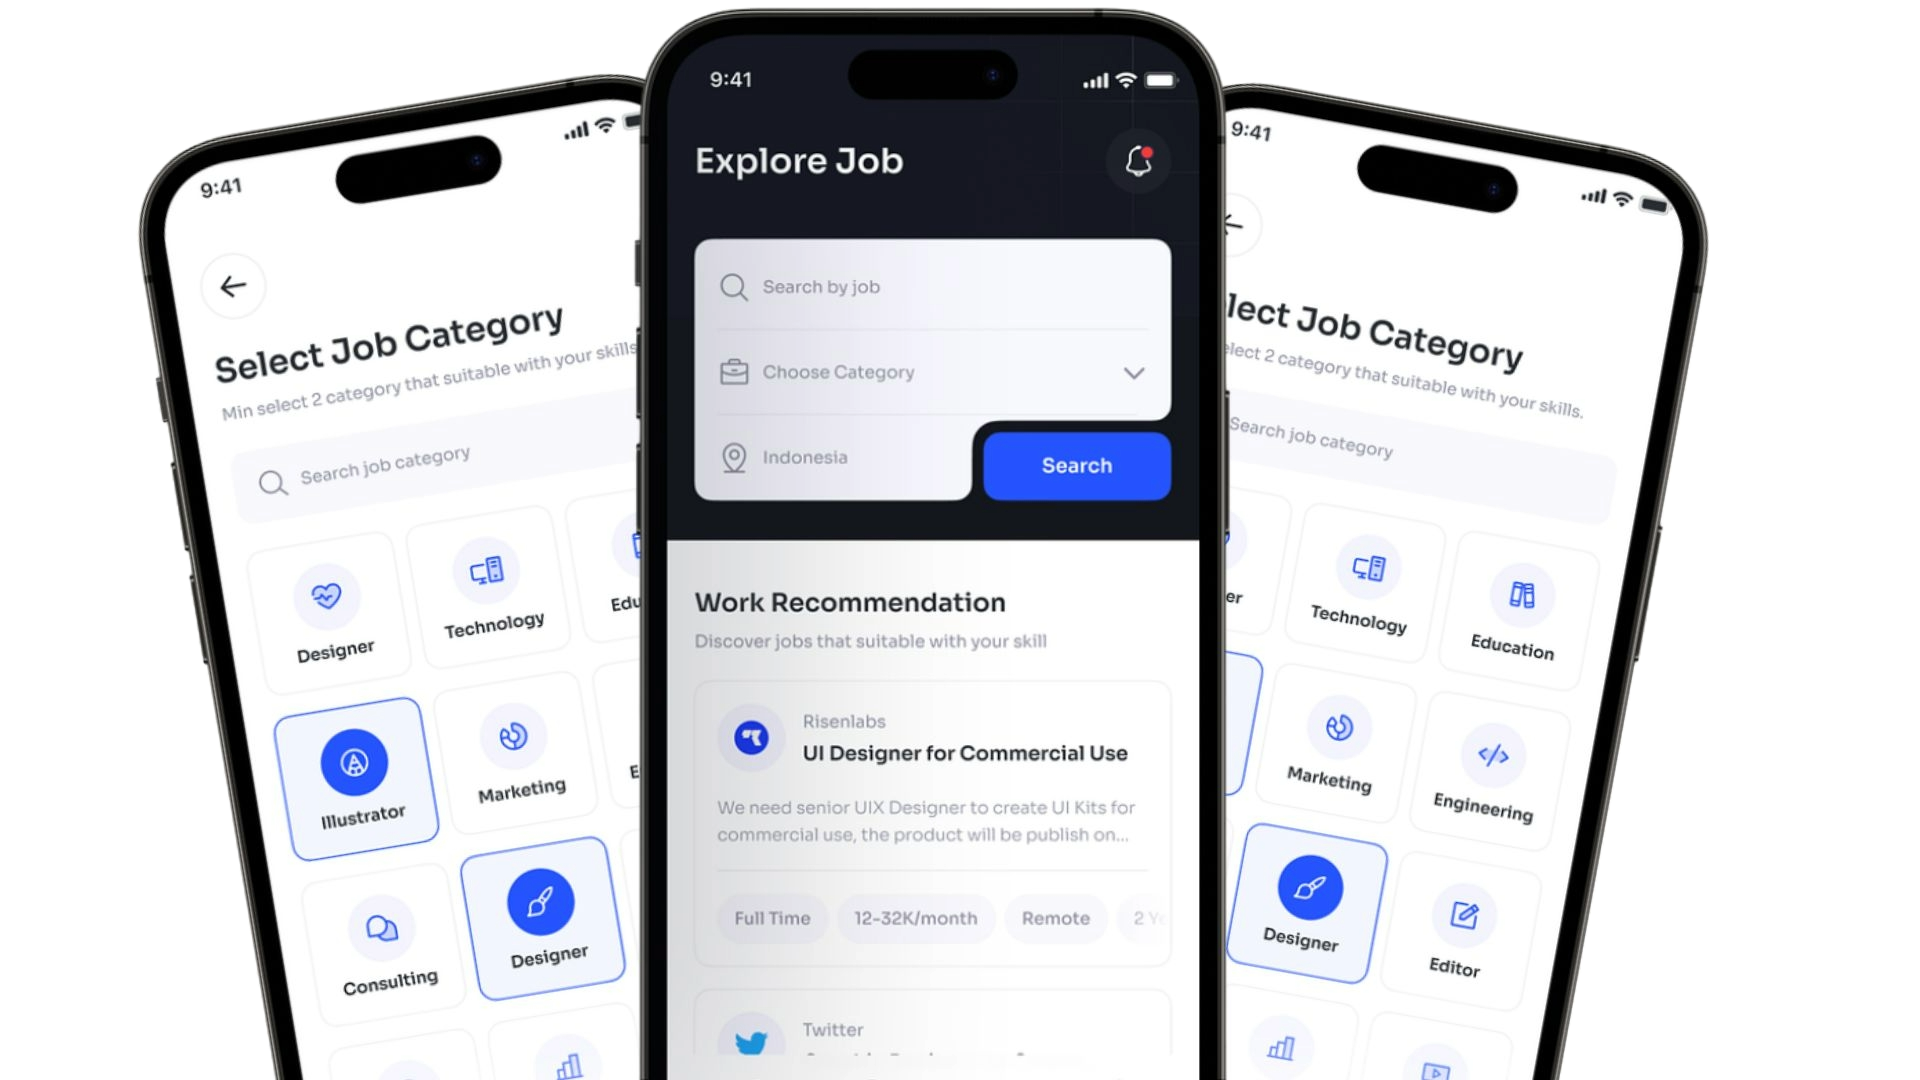 9:41
Select Job Category
Min select 2 category that suitable with your skills
Search job category
Designer
Technology
Illustrator
Marketing
Consulting
Designer
9:41
Explore Job
Search by job
Choose Category
Indonesia
Search
Work Recommendation
Discover jobs that suitable with your skill
Risenlabs
UI Designer for Commercial Use
We need senior UIX Designer to create UI Kits for
commercial use, the product will be publish on...
Full Time
12-32K/month
Remote
2
Twitter
9:41
Job Category
2 category that suitable with your skills.
Search job category
Technology
Education
Marketing
Engineering
Designer
Editor